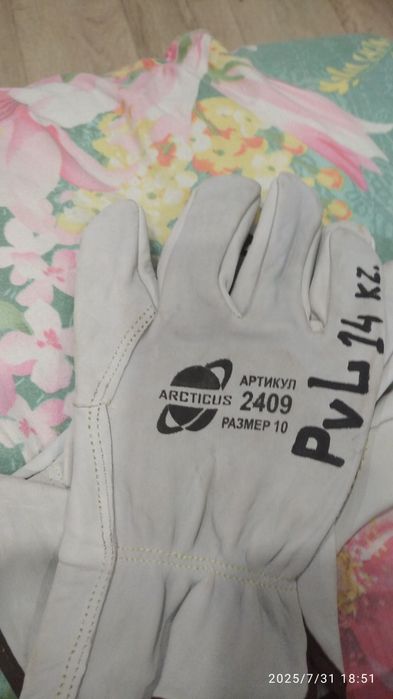 ARCTICUS
АРТИКУЛ
2409
РАЗМЕР 10
PvL 14 kz.
2025/7/31 18:51